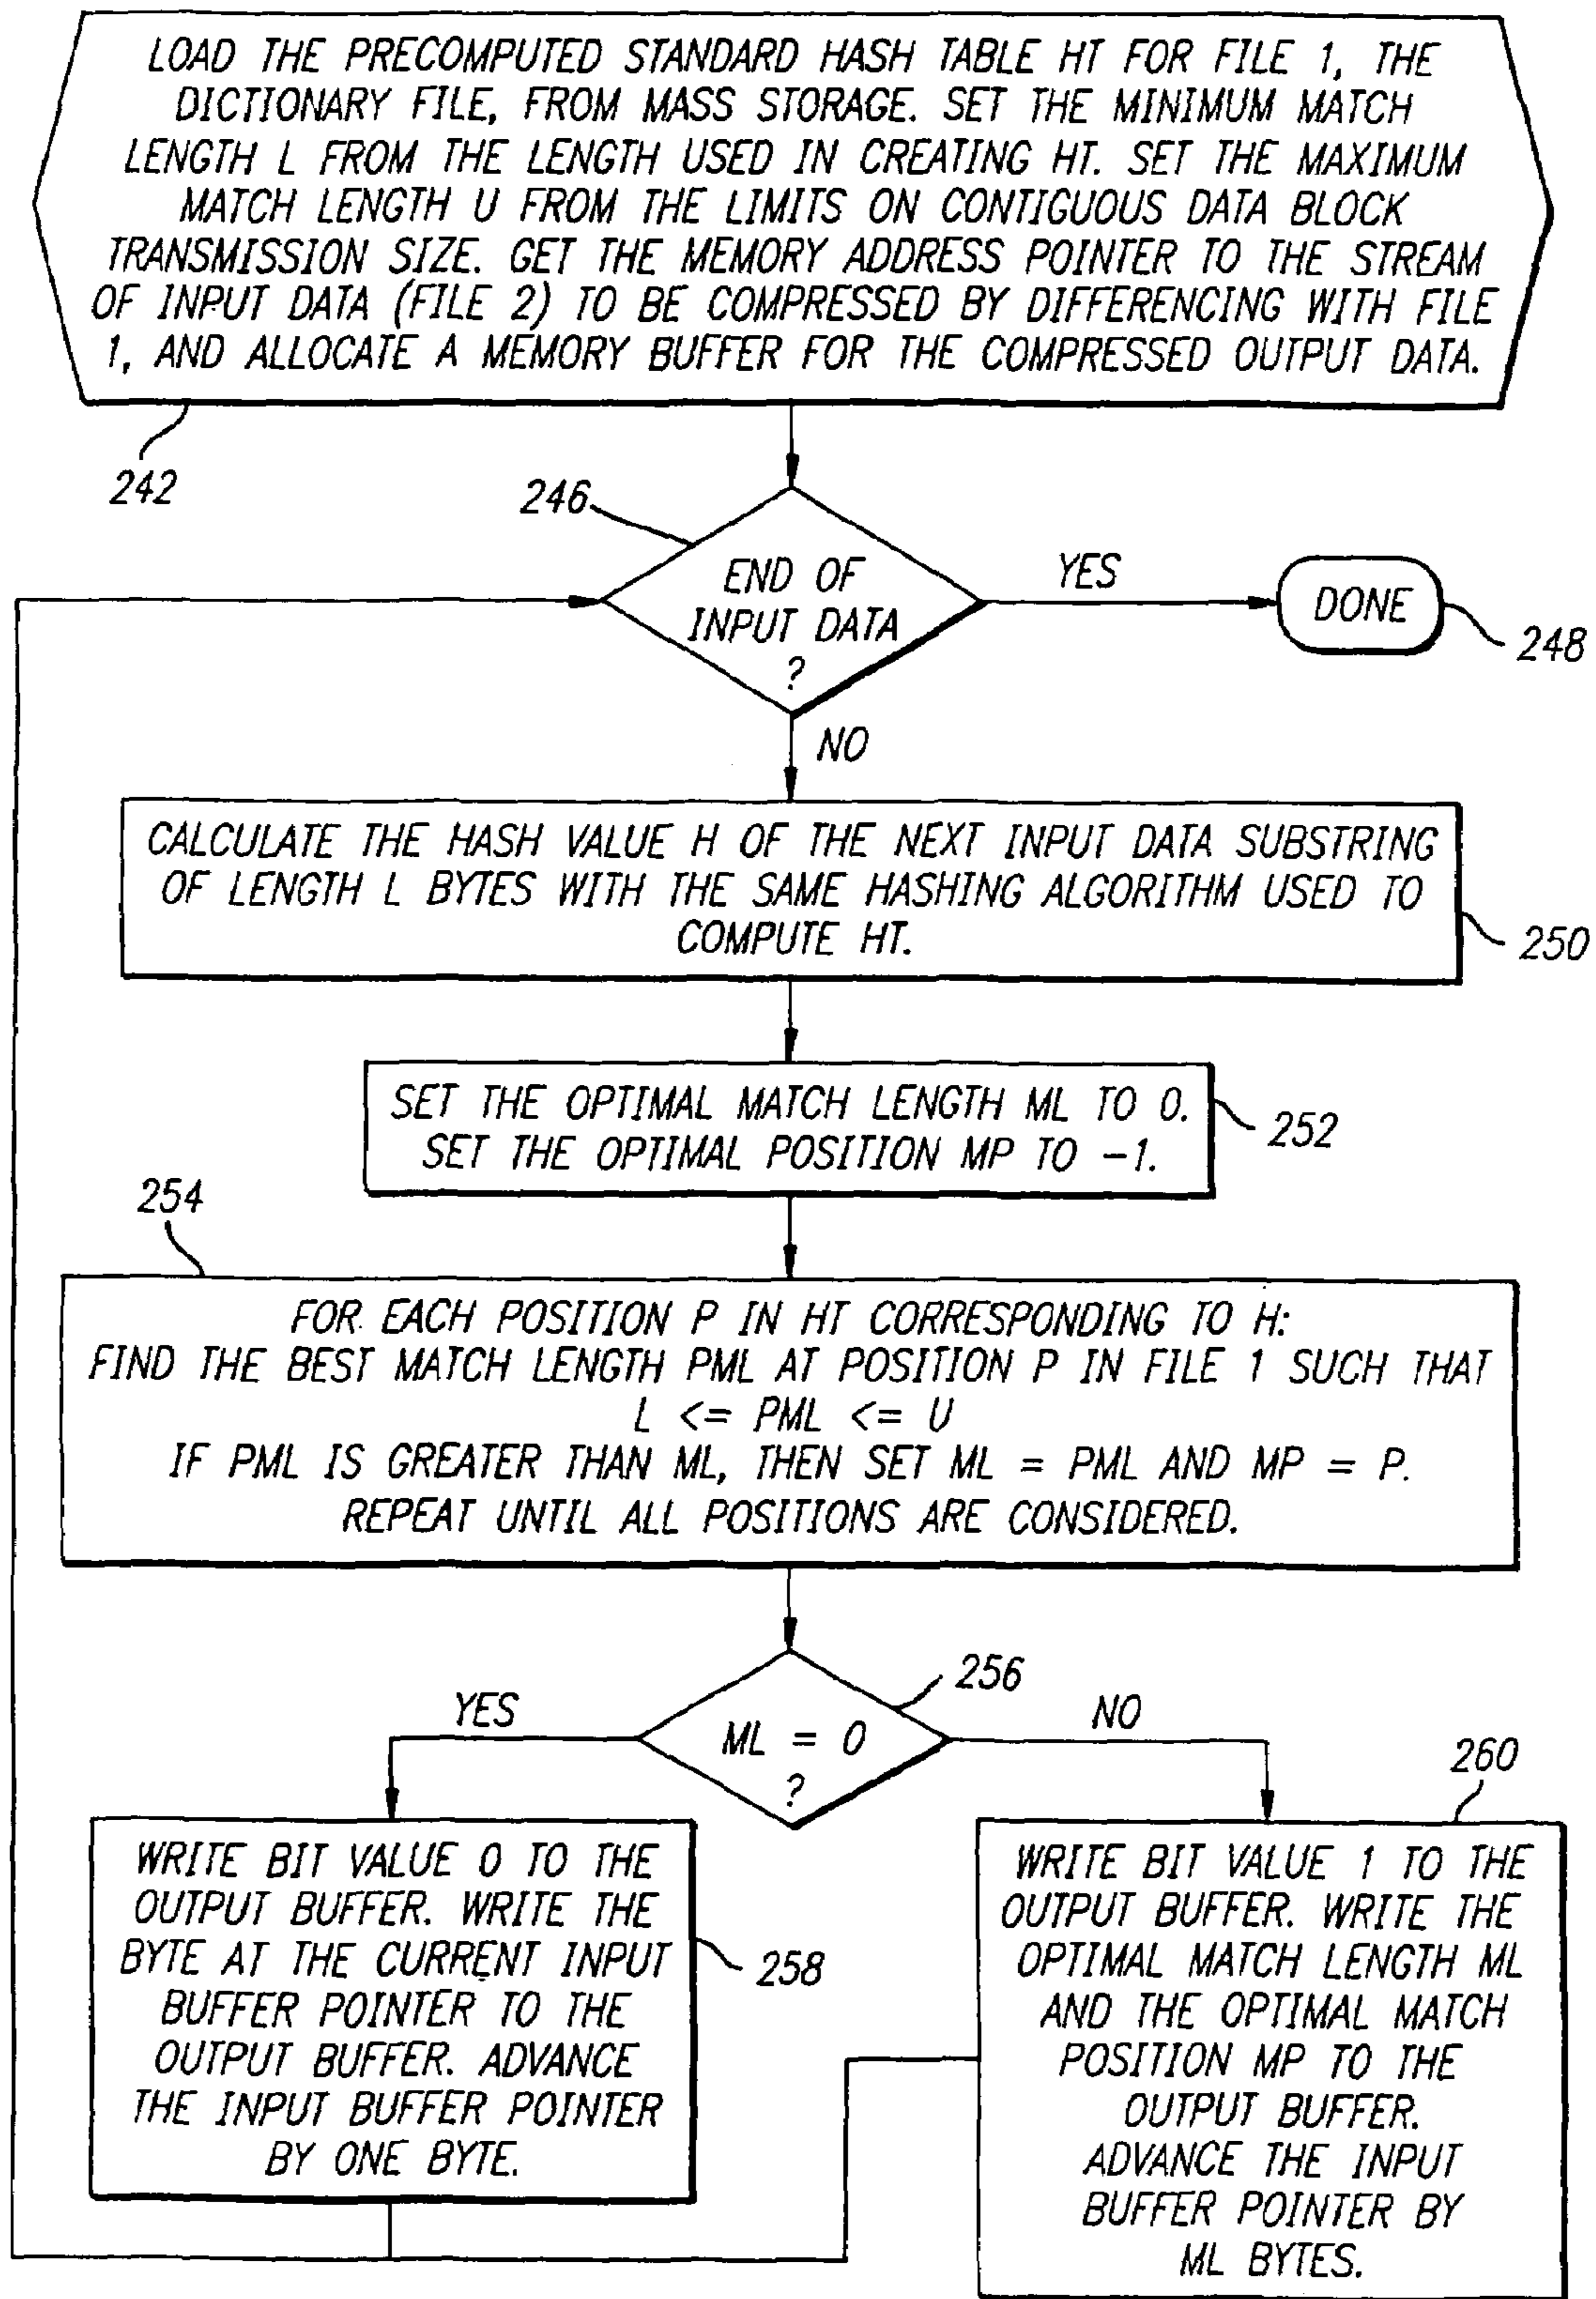 LOAD THE PRECOMPUTED STANDARD HASH TABLE HT FOR FILE 1, THE
DICTIONARY FILE, FROM MASS STORAGE. SET THE MINIMUM MATCH
LENGTH L FROM THE LENGTH USED IN CREATING HT. SET THE MAXIMUM
MATCH LENGTH U FROM THE LIMITS ON CONTIGUOUS DATA BLOCK
TRANSMISSION SIZE. GET THE MEMORY ADDRESS POINTER TO THE STREAM
OF INPUT DATA (FILE 2) TO BE COMPRESSED BY DIFFERENCING WITH FILE
1, AND ALLOCATE A MEMORY BUFFER FOR THE COMPRESSED OUTPUT DATA.
242
246
END OF
INPUT DATA
?
YES
DONE
248
NO
CALCULATE THE HASH VALUE H OF THE NEXT INPUT DATA SUBSTRING
OF LENGTH L BYTES WITH THE SAME HASHING ALGORITHM USED TO
COMPUTE HT.
250
SET THE OPTIMAL MATCH LENGTH ML TO 0.
SET THE OPTIMAL POSITION MP TO -1.
252
254
FOR EACH POSITION P IN HT CORRESPONDING TO H:
FIND THE BEST MATCH LENGTH PML AT POSITION P IN FILE 1 SUCH THAT
L <= PML <= U
IF PML IS GREATER THAN ML, THEN SET ML = PML AND MP = P.
REPEAT UNTIL ALL POSITIONS ARE CONSIDERED.
256
YES
ML = 0
?
NO
260
WRITE BIT VALUE 0 TO THE
OUTPUT BUFFER. WRITE THE
BYTE AT THE CURRENT INPUT
BUFFER POINTER TO THE
OUTPUT BUFFER. ADVANCE
THE INPUT BUFFER POINTER
BY ONE BYTE.
258
WRITE BIT VALUE 1 TO THE
OUTPUT BUFFER. WRITE THE
OPTIMAL MATCH LENGTH ML
AND THE OPTIMAL MATCH
POSITION MP TO THE
OUTPUT BUFFER.
ADVANCE THE INPUT
BUFFER POINTER BY
ML BYTES.